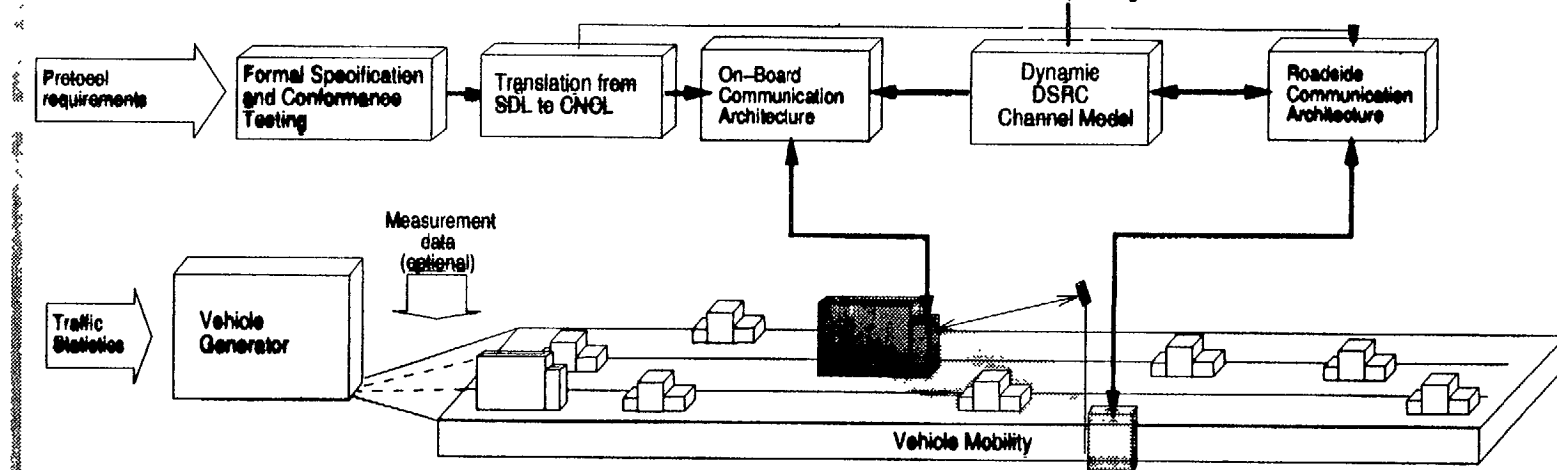 Protocol
requirements
Formal Specification
and Conformance
Testing
Translation from
SDL to CNCL
On-Board
Communication
Architecture
Dynamic
DSRC
Channel Model
Roadside
Communication
Architecture
Measurement
data
(optional)
Traffic
Statistics
Vehicle
Generator
Vehicle Mobility